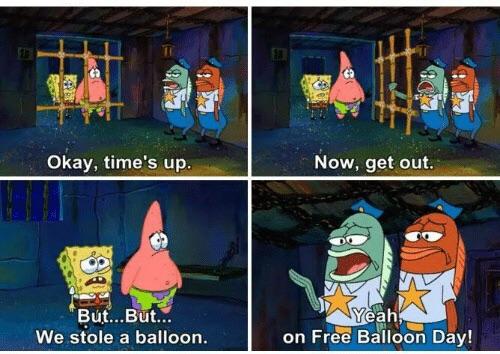 Okay, time's up.
Now, get out.
But...But...
We stole a balloon.
Yeah,
on Free Balloon Day!